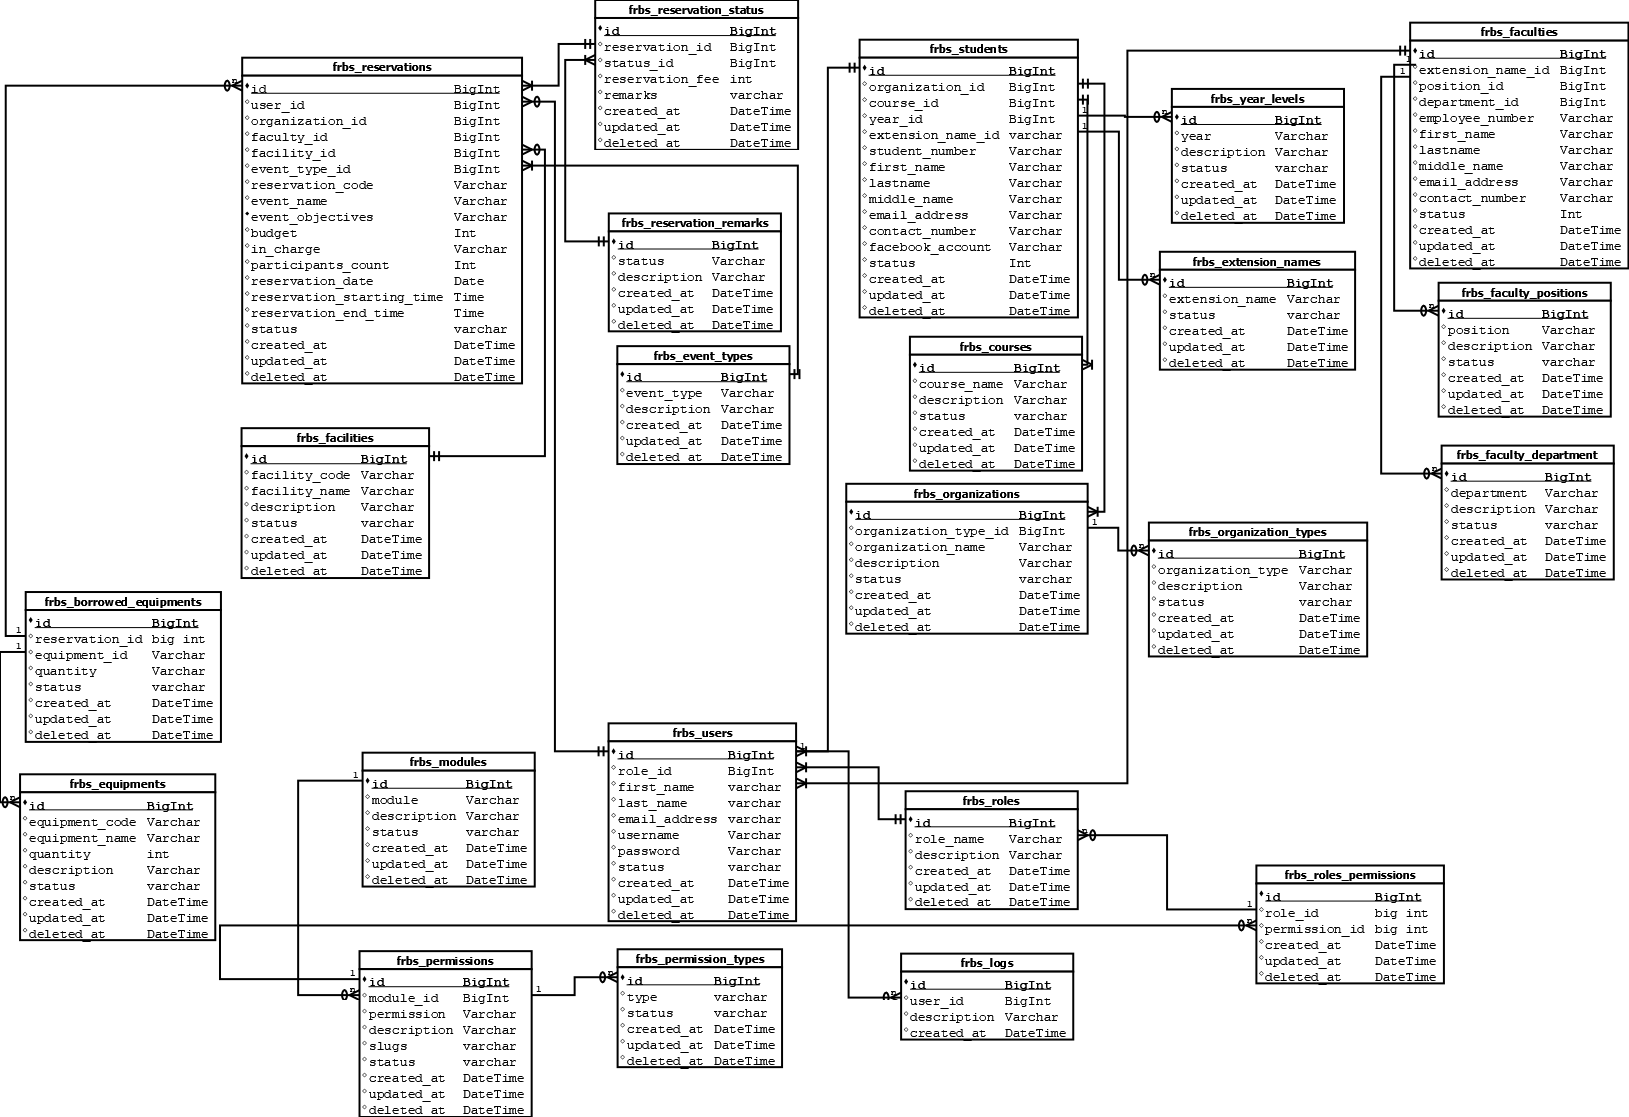 frbs_reservation_status
id BigInt
reservation_id BigInt
status_id BigInt
reservation_fee int
remarks varchar
created_at DateTime
updated_at DateTime
deleted_at DateTime
frbs_reservations
id BigInt
user_id BigInt
organization_id BigInt
faculty_id BigInt
facility_id BigInt
event_type_id BigInt
reservation_code Varchar
event_name Varchar
event_objectives Varchar
budget Int
in_charge Varchar
participants_count Int
reservation_date Date
reservation_starting_time Time
reservation_end_time Time
status varchar
created_at DateTime
updated_at DateTime
deleted_at DateTime
frbs_students
id BigInt
organization_id BigInt
course_id BigInt
year_id BigInt
extension_name_id varchar
student_number Varchar
first_name Varchar
lastname Varchar
middle_name Varchar
email_address Varchar
contact_number Varchar
facebook_account Varchar
status Int
created_at DateTime
updated_at DateTime
deleted_at DateTime
frbs_faculties
id BigInt
extension_name_id BigInt
position_id BigInt
department_id BigInt
employee_number Varchar
first_name Varchar
lastname Varchar
middle_name Varchar
email_address Varchar
contact_number Varchar
status Int
created_at DateTime
updated_at DateTime
deleted_at DateTime
frbs_year_levels
id BigInt
year Varchar
description Varchar
status varchar
created_at DateTime
updated_at DateTime
deleted_at DateTime
frbs_reservation_remarks
id BigInt
status Varchar
description Varchar
created_at DateTime
updated_at DateTime
deleted_at DateTime
frbs_extension_names
id BigInt
extension_name Varchar
status varchar
created_at DateTime
updated_at DateTime
deleted_at DateTime
frbs_faculty_positions
id BigInt
position Varchar
description Varchar
status varchar
created_at DateTime
updated_at DateTime
deleted_at DateTime
frbs_event_types
id BigInt
event_type Varchar
description Varchar
created_at DateTime
updated_at DateTime
deleted_at DateTime
frbs_courses
id BigInt
course_name Varchar
description Varchar
status varchar
created_at DateTime
updated_at DateTime
deleted_at DateTime
frbs_facilities
id BigInt
facility_code Varchar
facility_name Varchar
description Varchar
status varchar
created_at DateTime
updated_at DateTime
deleted_at DateTime
frbs_faculty_department
id BigInt
department Varchar
description Varchar
status varchar
created_at DateTime
updated_at DateTime
deleted_at DateTime
frbs_organizations
id BigInt
organization_type_id BigInt
organization_name Varchar
description Varchar
status varchar
created_at DateTime
updated_at DateTime
deleted_at DateTime
frbs_organization_types
id BigInt
organization_type Varchar
description Varchar
status varchar
created_at DateTime
updated_at DateTime
deleted_at DateTime
frbs_borrowed_equipments
id BigInt
reservation_id big int
equipment_id Varchar
quantity Varchar
status varchar
created_at DateTime
updated_at DateTime
deleted_at DateTime
frbs_users
id BigInt
role_id BigInt
first_name varchar
last_name varchar
email_address varchar
username Varchar
password Varchar
status varchar
created_at DateTime
updated_at DateTime
deleted_at DateTime
frbs_modules
id BigInt
module Varchar
description Varchar
status varchar
created_at DateTime
updated_at DateTime
deleted_at DateTime
frbs_equipments
id BigInt
equipment_code Varchar
equipment_name Varchar
quantity int
description Varchar
status varchar
created_at DateTime
updated_at DateTime
deleted_at DateTime
frbs_roles
id BigInt
role_name Varchar
description Varchar
created_at DateTime
updated_at DateTime
deleted_at DateTime
frbs_roles_permissions
id BigInt
role_id big int
permission_id big int
created_at DateTime
updated_at DateTime
deleted_at DateTime
frbs_permissions
id BigInt
module_id BigInt
permission Varchar
description Varchar
slugs varchar
status varchar
created_at DateTime
updated_at DateTime
deleted_at DateTime
frbs_permission_types
id BigInt
type varchar
status varchar
created_at DateTime
updated_at DateTime
deleted_at DateTime
frbs_logs
id BigInt
user_id BigInt
description Varchar
created_at DateTime
1
1
1
1
1
1
1
1
1
1